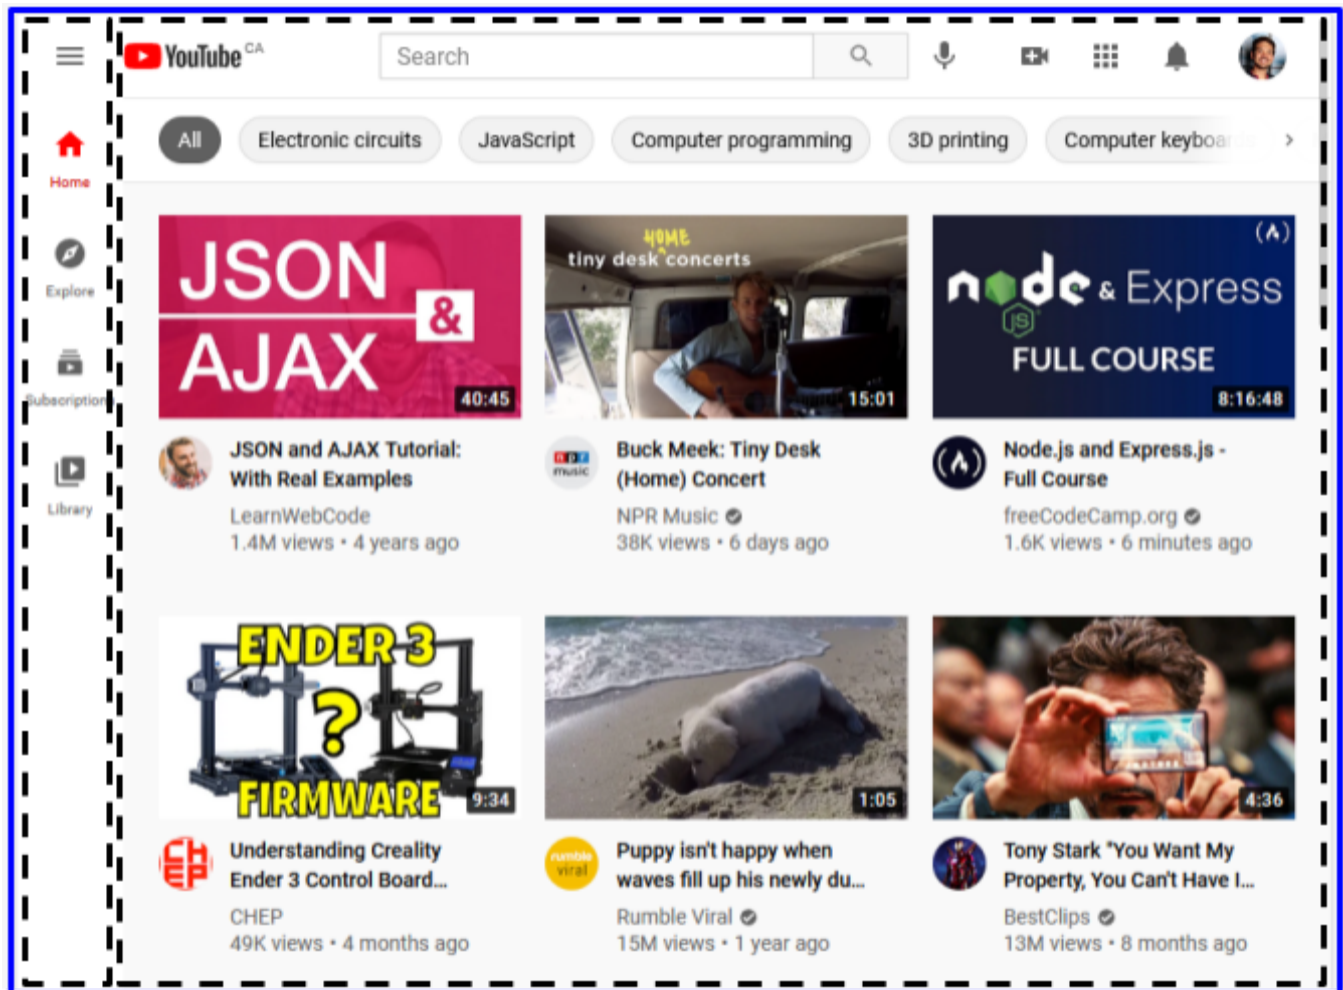 YouTube CA
Search
Home
Explore
Subscription
Library
All
Electronic circuits
JavaScript
Computer programming
3D printing
Computer keyboa
JSON
&
AJAX
40:45
HOME
tiny desk concerts
15:01
node & Express
JS
FULL COURSE
8:16:48
JSON and AJAX Tutorial:
With Real Examples
LearnWebCode
1.4M views • 4 years ago
npr
music
Buck Meek: Tiny Desk
(Home) Concert
NPR Music
38K views • 6 days ago
Node.js and Express.js -
Full Course
freeCodeCamp.org
1.6K views • 6 minutes ago
ENDER 3
?
FIRMWARE
9:34
1:05
4:36
CHEP
Understanding Creality
Ender 3 Control Board...
CHEP
49K views • 4 months ago
rumble
viral
Puppy isn't happy when
waves fill up his newly du...
Rumble Viral
15M views • 1 year ago
Tony Stark "You Want My
Property, You Can't Have I...
BestClips
13M views • 8 months ago